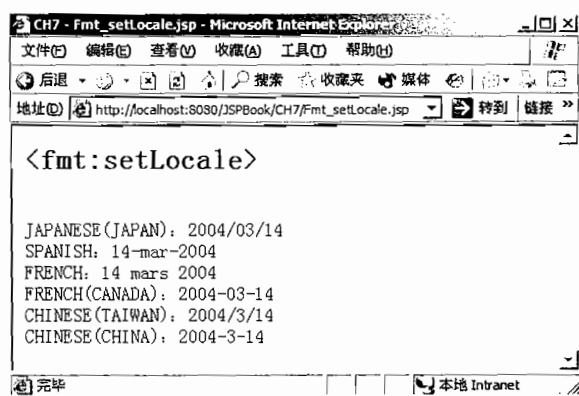 CH7 - Fmt_setLocale.jsp - Microsoft Internet Explorer
文件(F) 编辑(E) 查看(V) 收藏(A) 工具(T) 帮助(H)
后退 搜索 收藏夹 媒体
地址(D) http://localhost:8080/JSPBook/CH7/Fmt_setLocale.jsp 转到 链接 »
<fmt:setLocale>
JAPANESE(JAPAN): 2004/03/14
SPANISH: 14-mar-2004
FRENCH: 14 mars 2004
FRENCH(CANADA): 2004-03-14
CHINESE(TAIWAN): 2004/3/14
CHINESE(CHINA): 2004-3-14
完毕 本地 Intranet